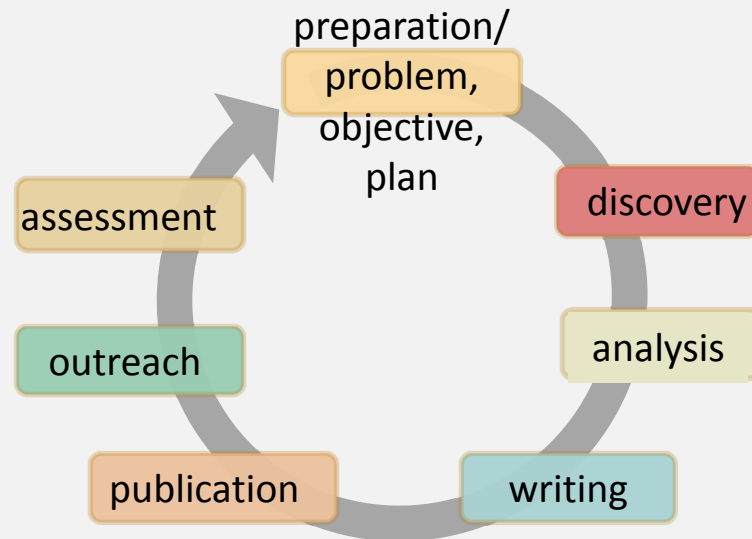 preparation/
problem,
objective,
plan
discovery
analysis
writing
publication
outreach
assessment